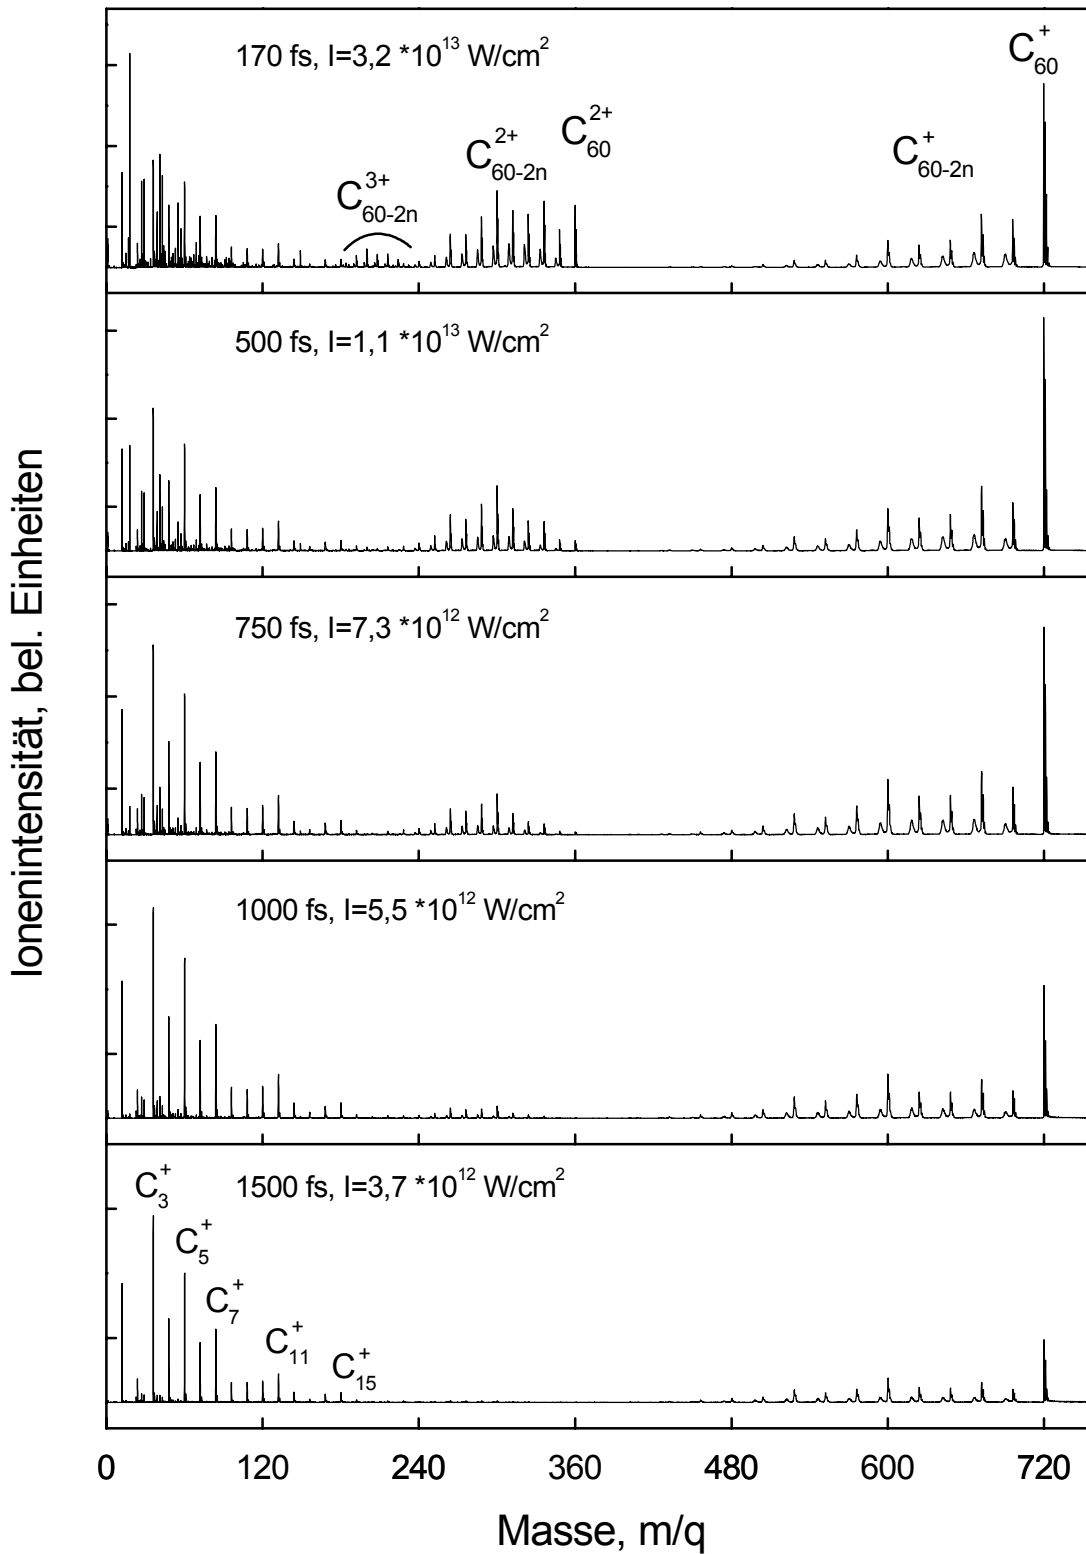 170 fs, I=3,2 *10^13 W/cm^2
C_60^+
C_60-2n^3+
C_60-2n^2+
C_60^2+
C_60-2n^+
500 fs, I=1,1 *10^13 W/cm^2
750 fs, I=7,3 *10^12 W/cm^2
1000 fs, I=5,5 *10^12 W/cm^2
1500 fs, I=3,7 *10^12 W/cm^2
C_3^+
C_5^+
C_7^+
C_11^+
C_15^+
0 120 240 360 480 600 720
Masse, m/q
Ionenintensität, bel. Einheiten